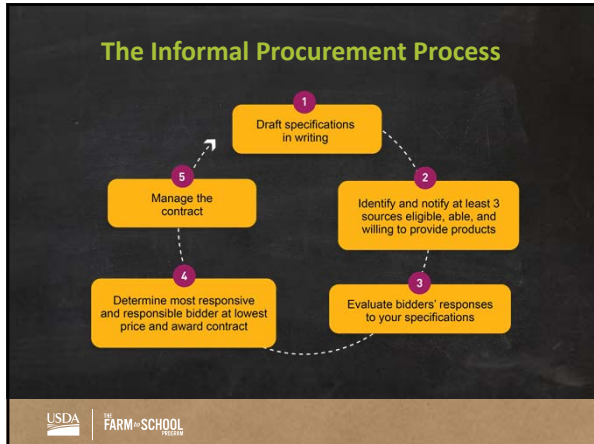 The Informal Procurement Process
1
Draft specifications
in writing
2
Identify and notify at least 3
sources eligible, able, and
willing to provide products
3
Evaluate bidders' responses
to your specifications
4
Determine most responsive
and responsible bidder at lowest
price and award contract
5
Manage the
contract
USDA
THE
FARM to SCHOOL
PROGRAM